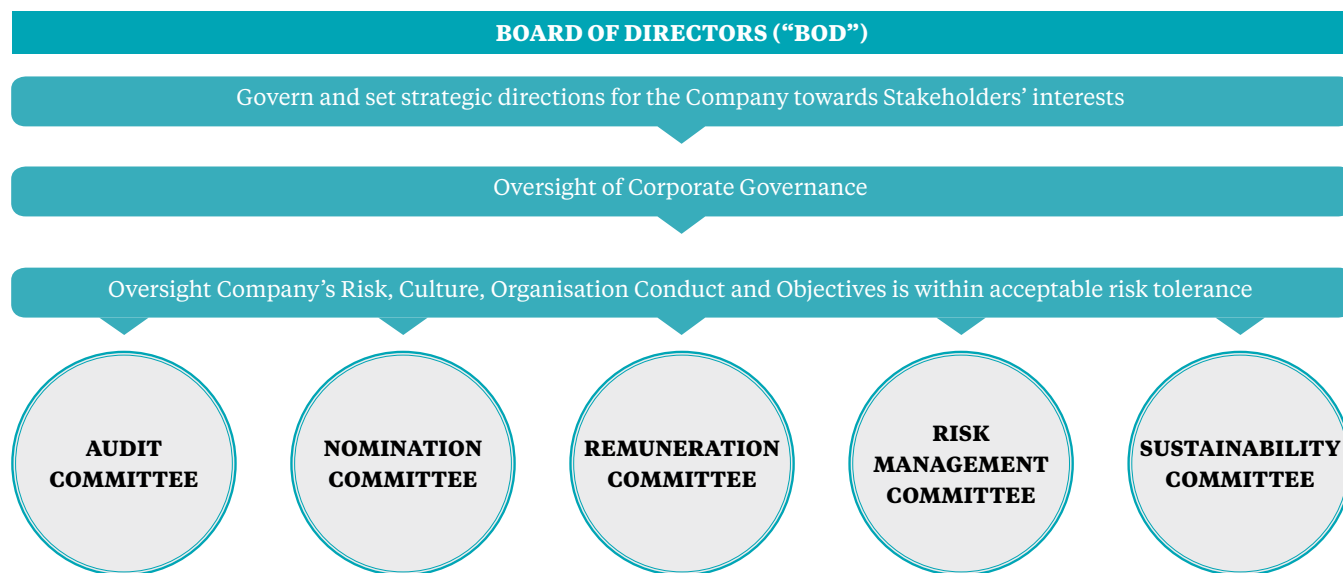 BOARD OF DIRECTORS (“BOD”)
Govern and set strategic directions for the Company towards Stakeholders’ interests
Oversight of Corporate Governance
Oversight Company’s Risk, Culture, Organisation Conduct and Objectives is within acceptable risk tolerance
AUDIT
COMMITTEE
NOMINATION
COMMITTEE
REMUNERATION
COMMITTEE
RISK
MANAGEMENT
COMMITTEE
SUSTAINABILITY
COMMITTEE